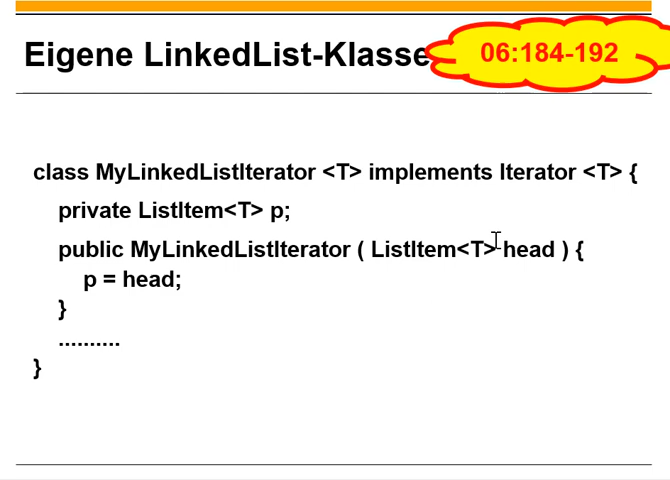 Eigene LinkedList-Klasse
06:184-192
class MyLinkedListIterator <T> implements Iterator <T> {
private ListItem<T> p;
public MyLinkedListIterator ( ListItem<T> head ) {
p = head;
}
..........
}